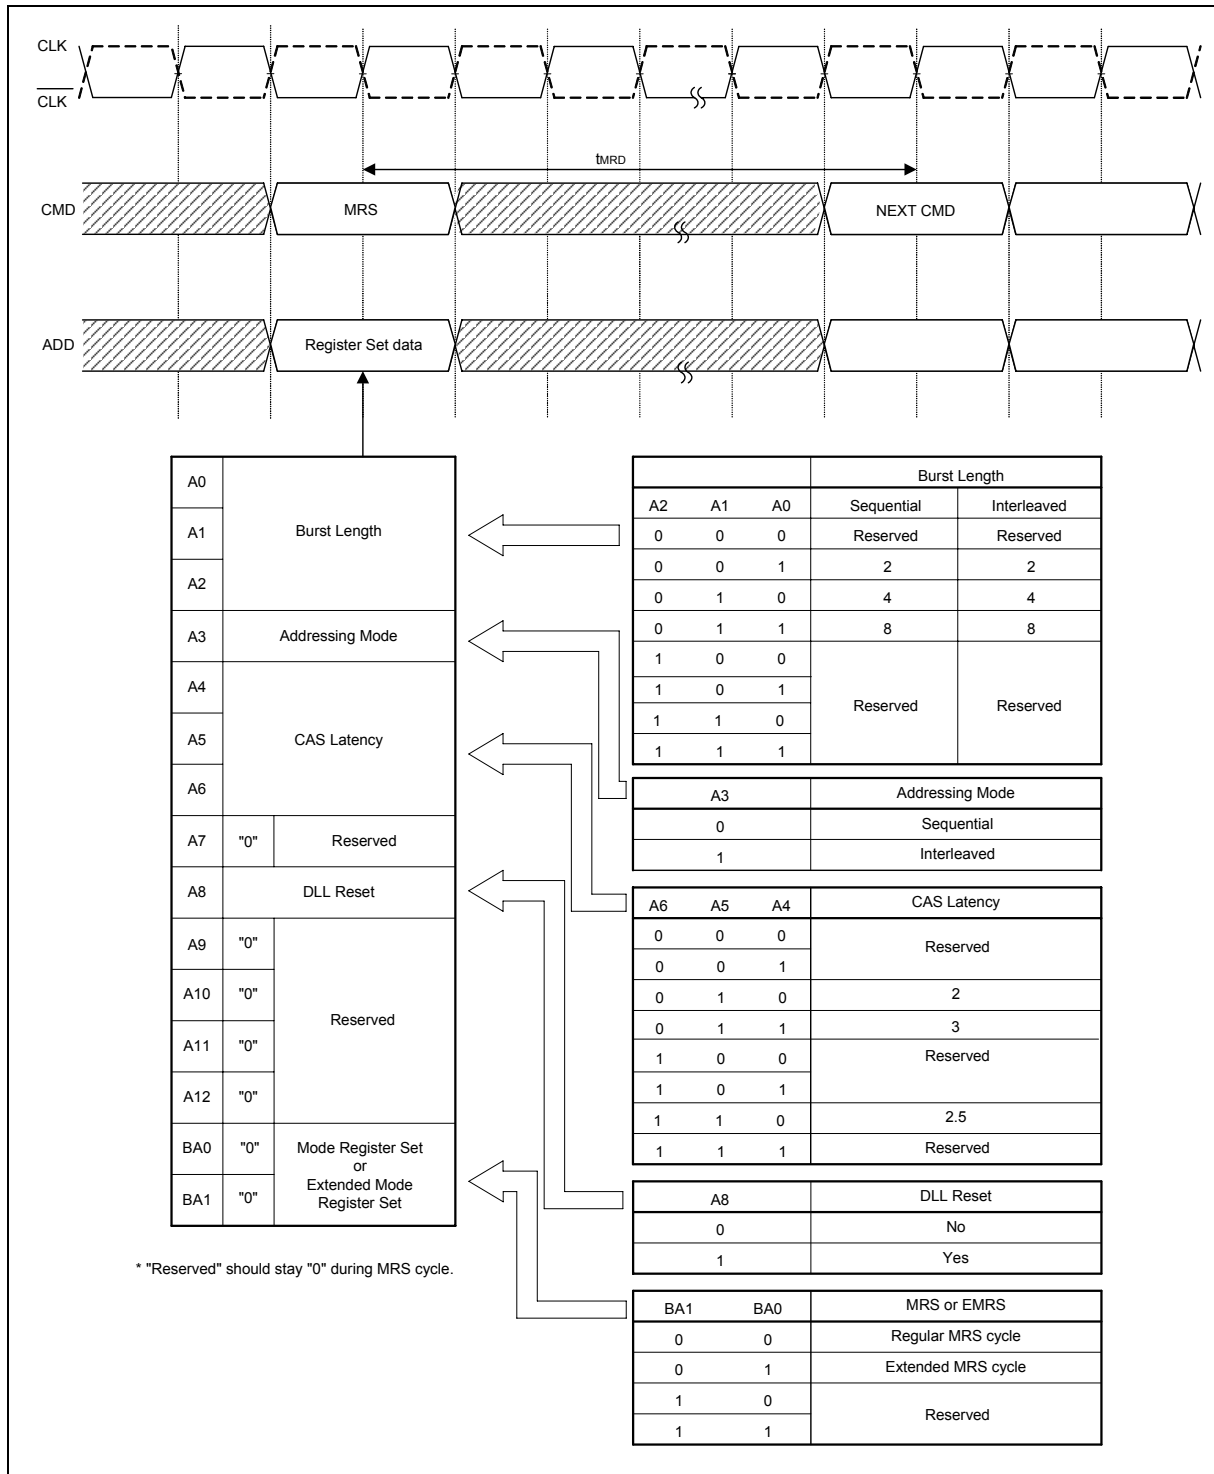 CLK
CLK
tMRD
CMD
MRS
NEXT CMD
ADD
Register Set data
A0
A1
A2
Burst Length
A3
Addressing Mode
A4
A5
A6
CAS Latency
A7 "0" Reserved
A8 DLL Reset
A9 "0"
A10 "0"
A11 "0"
A12 "0"
Reserved
BA0 "0"
BA1 "0"
Mode Register Set
or
Extended Mode
Register Set
* "Reserved" should stay "0" during MRS cycle.
Burst Length
A2 A1 A0 Sequential Interleaved
0 0 0 Reserved Reserved
0 0 1 2 2
0 1 0 4 4
0 1 1 8 8
1 0 0
1 0 1
Reserved Reserved
1 1 0
1 1 1
A3 Addressing Mode
0 Sequential
1 Interleaved
A6 A5 A4 CAS Latency
0 0 0
Reserved
0 0 1
0 1 0 2
0 1 1 3
1 0 0 Reserved
1 0 1
1 1 0 2.5
1 1 1 Reserved
A8 DLL Reset
0 No
1 Yes
BA1 BA0 MRS or EMRS
0 0 Regular MRS cycle
0 1 Extended MRS cycle
1 0
Reserved
1 1